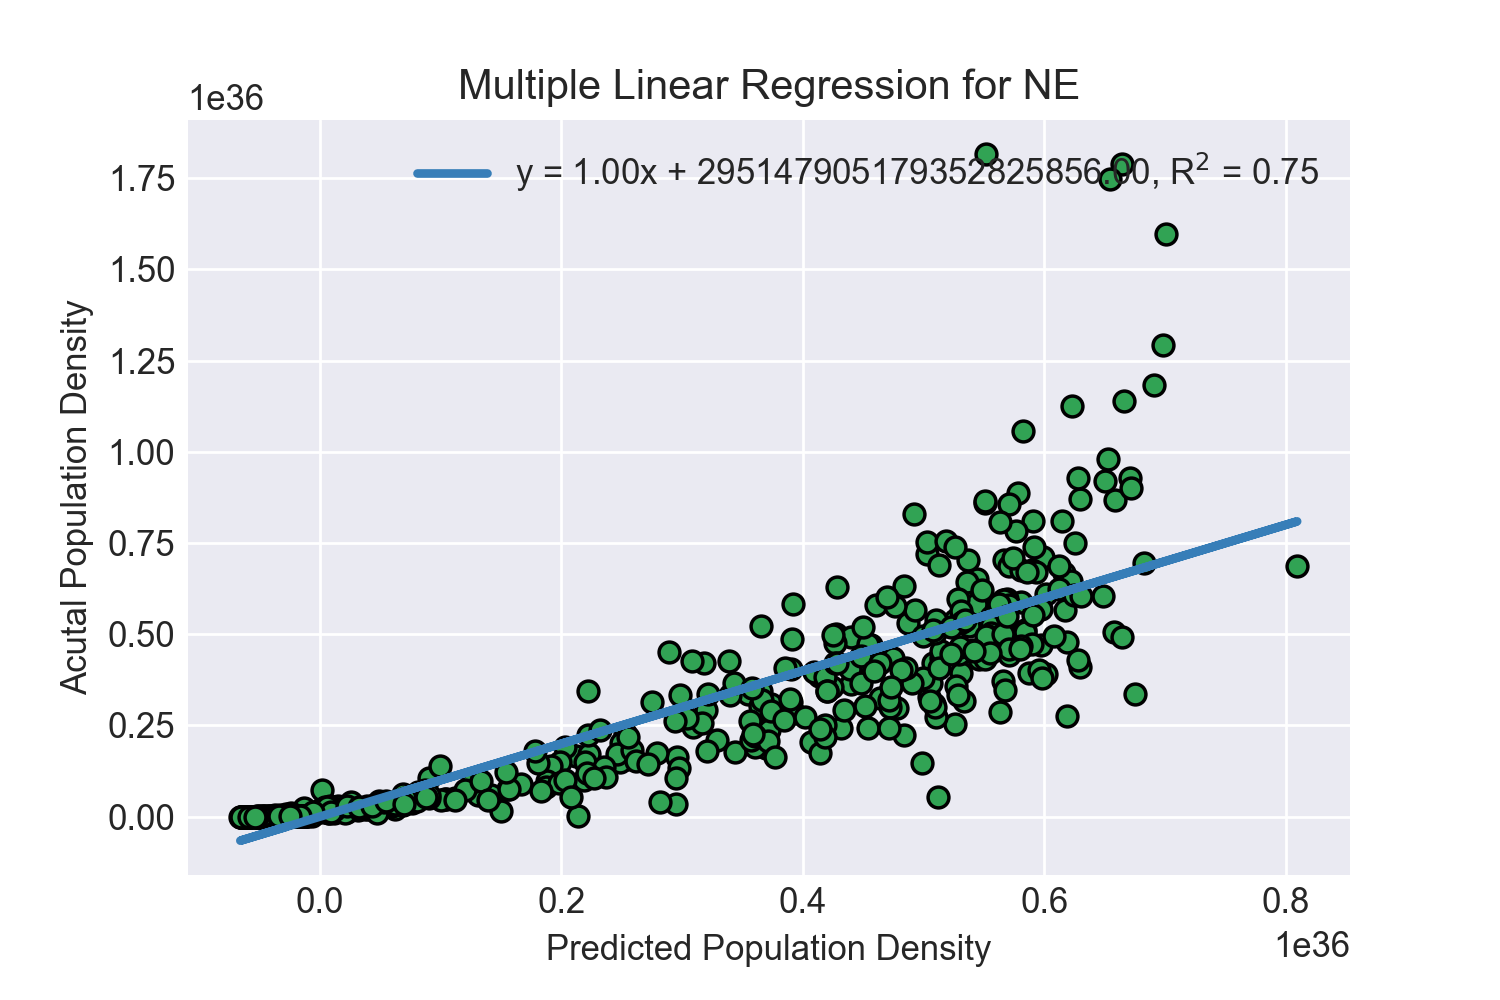 Multiple Linear Regression for NE
1e36
y = 1.00x + 295147905179352825856.00, R² = 0.75
1.75
1.50
1.25
1.00
0.75
0.50
0.25
0.00
Acutal Population Density
0.0 0.2 0.4 0.6 0.8
Predicted Population Density
1e36